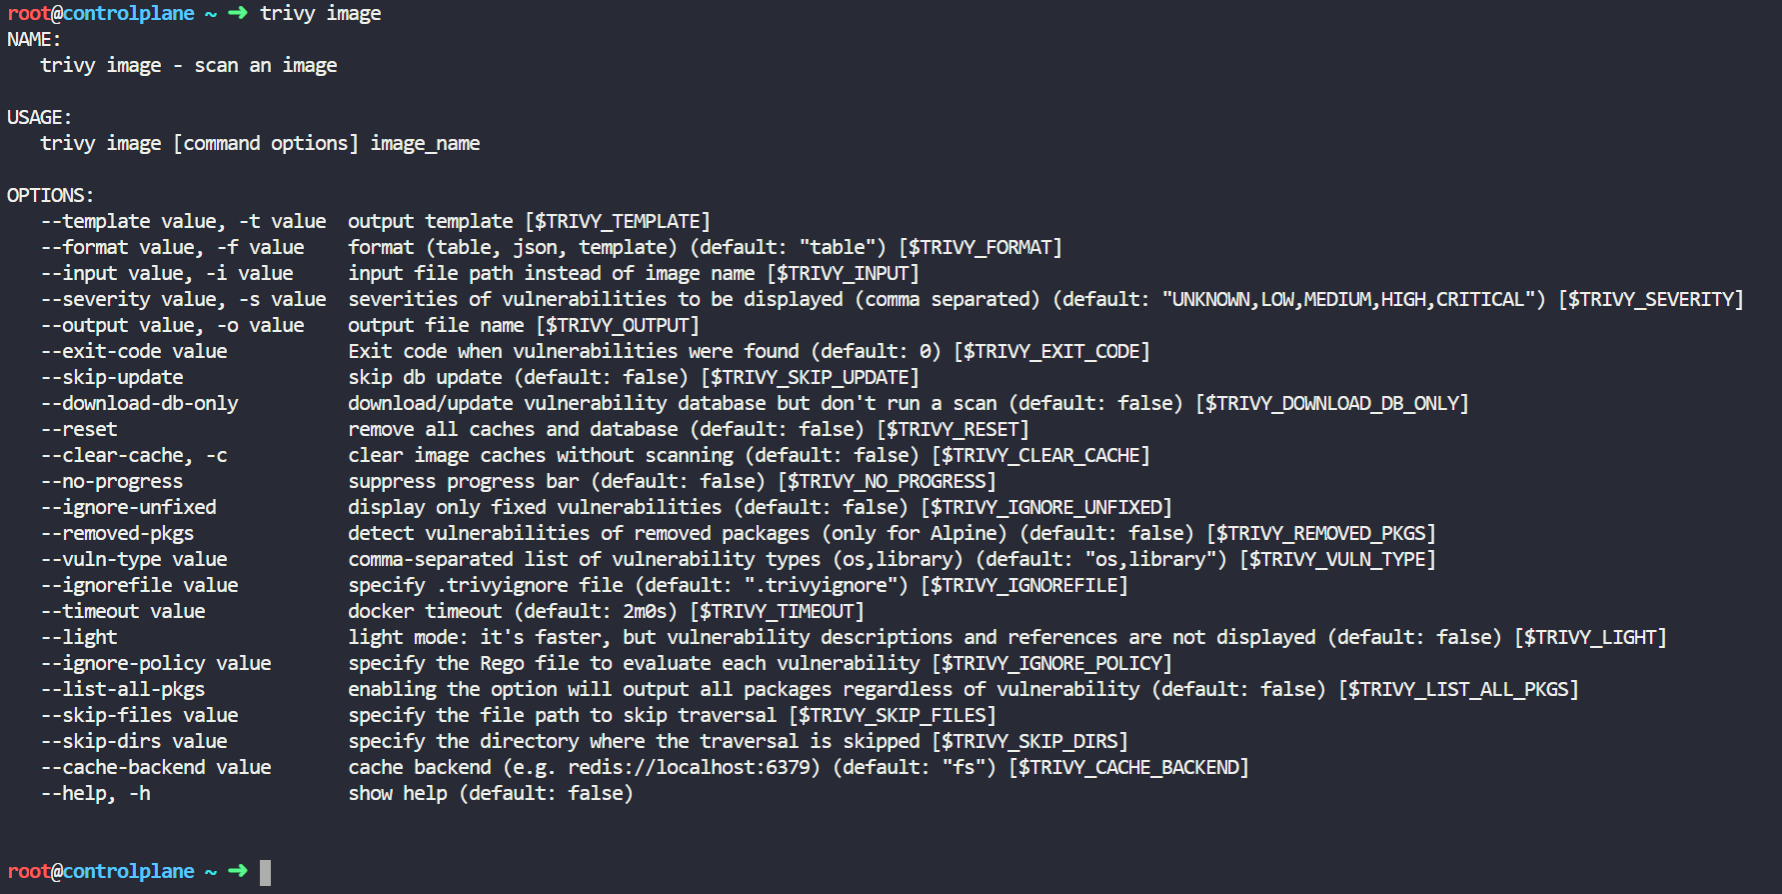 root@controlplane ~ ➜ trivy image
NAME:
   trivy image - scan an image

USAGE:
   trivy image [command options] image_name

OPTIONS:
   --template value, -t value  output template [$TRIVY_TEMPLATE]
   --format value, -f value    format (table, json, template) (default: "table") [$TRIVY_FORMAT]
   --input value, -i value     input file path instead of image name [$TRIVY_INPUT]
   --severity value, -s value  severities of vulnerabilities to be displayed (comma separated) (default: "UNKNOWN,LOW,MEDIUM,HIGH,CRITICAL") [$TRIVY_SEVERITY]
   --output value, -o value    output file name [$TRIVY_OUTPUT]
   --exit-code value           Exit code when vulnerabilities were found (default: 0) [$TRIVY_EXIT_CODE]
   --skip-update               skip db update (default: false) [$TRIVY_SKIP_UPDATE]
   --download-db-only          download/update vulnerability database but don't run a scan (default: false) [$TRIVY_DOWNLOAD_DB_ONLY]
   --reset                     remove all caches and database (default: false) [$TRIVY_RESET]
   --clear-cache, -c           clear image caches without scanning (default: false) [$TRIVY_CLEAR_CACHE]
   --no-progress               suppress progress bar (default: false) [$TRIVY_NO_PROGRESS]
   --ignore-unfixed            display only fixed vulnerabilities (default: false) [$TRIVY_IGNORE_UNFIXED]
   --removed-pkgs              detect vulnerabilities of removed packages (only for Alpine) (default: false) [$TRIVY_REMOVED_PKGS]
   --vuln-type value           comma-separated list of vulnerability types (os,library) (default: "os,library") [$TRIVY_VULN_TYPE]
   --ignorefile value          specify .trivyignore file (default: ".trivyignore") [$TRIVY_IGNOREFILE]
   --timeout value             docker timeout (default: 2m0s) [$TRIVY_TIMEOUT]
   --light                     light mode: it's faster, but vulnerability descriptions and references are not displayed (default: false) [$TRIVY_LIGHT]
   --ignore-policy value       specify the Rego file to evaluate each vulnerability [$TRIVY_IGNORE_POLICY]
   --list-all-pkgs             enabling the option will output all packages regardless of vulnerability (default: false) [$TRIVY_LIST_ALL_PKGS]
   --skip-files value          specify the file path to skip traversal [$TRIVY_SKIP_FILES]
   --skip-dirs value           specify the directory where the traversal is skipped [$TRIVY_SKIP_DIRS]
   --cache-backend value       cache backend (e.g. redis://localhost:6379) (default: "fs") [$TRIVY_CACHE_BACKEND]
   --help, -h                  show help (default: false)

root@controlplane ~ ➜